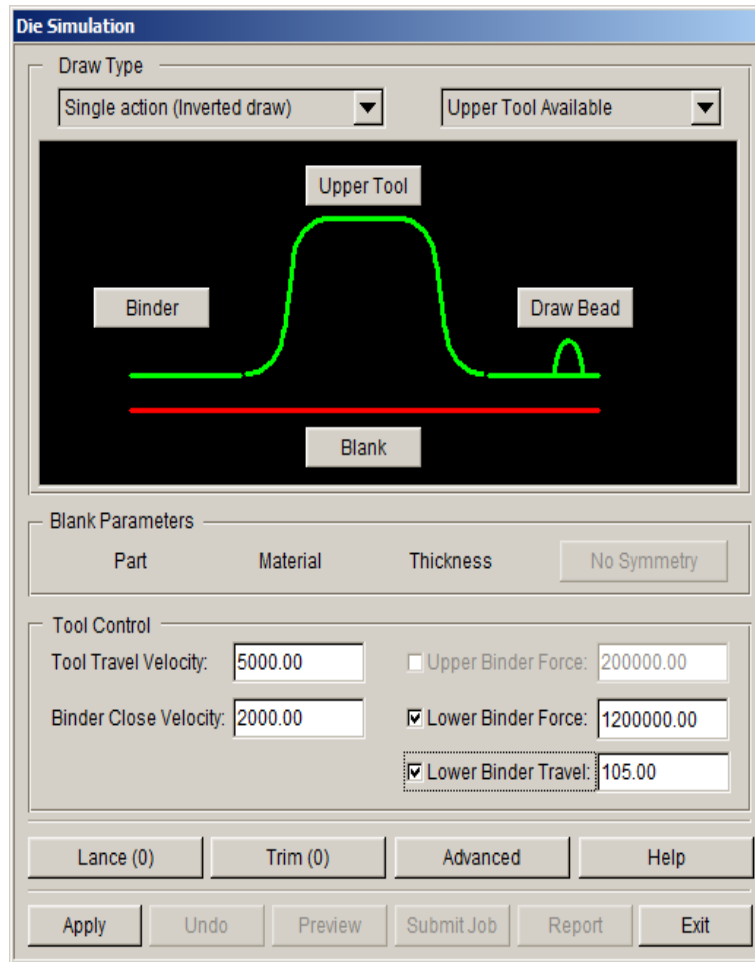 Die Simulation
Draw Type
Single action (Inverted draw) Upper Tool Available
Upper Tool
Binder Draw Bead
Blank
Blank Parameters
Part Material Thickness No Symmetry
Tool Control
Tool Travel Velocity: 5000.00 Upper Binder Force: 200000.00
Binder Close Velocity: 2000.00 Lower Binder Force: 1200000.00
Lower Binder Travel: 105.00
Lance (0) Trim (0) Advanced Help
Apply Undo Preview Submit Job Report Exit